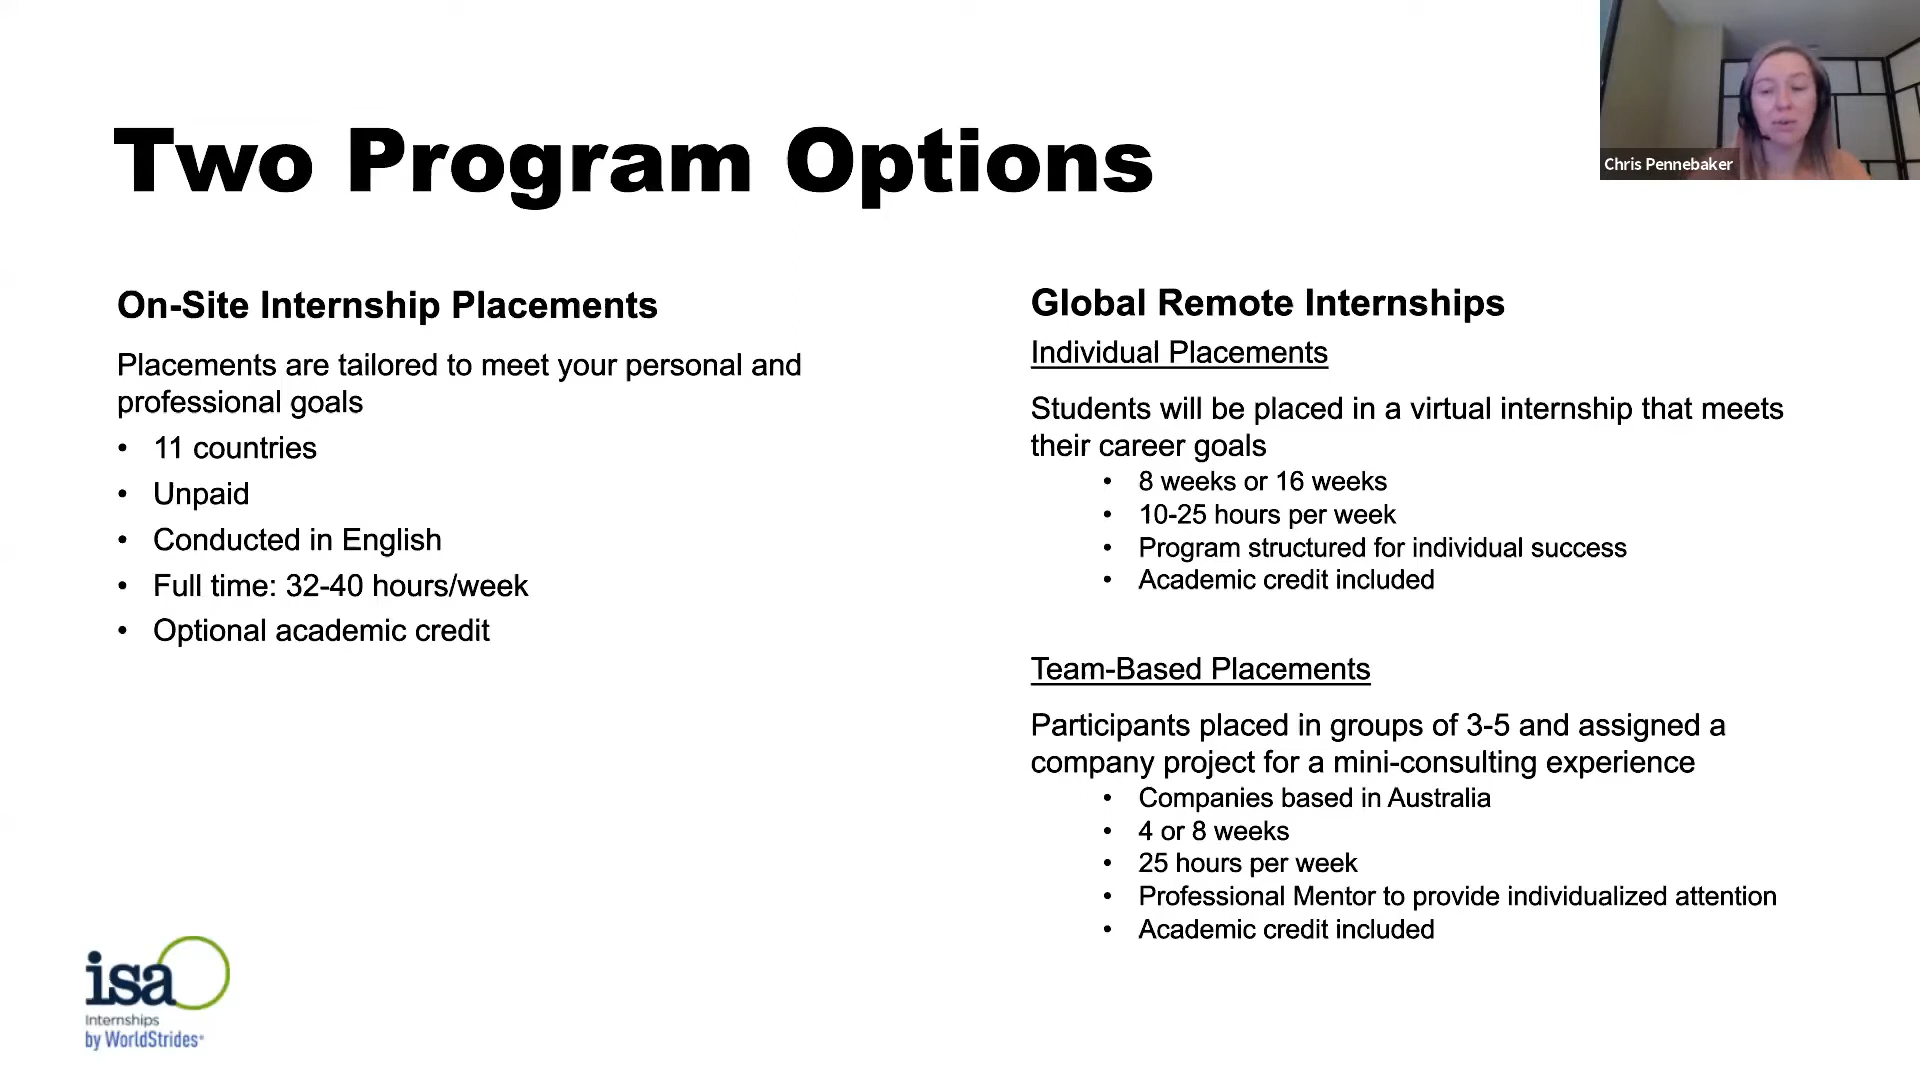 Two Program Options
Chris Pennebaker
On-Site Internship Placements
Placements are tailored to meet your personal and
professional goals
• 11 countries
• Unpaid
• Conducted in English
• Full time: 32-40 hours/week
• Optional academic credit
Global Remote Internships
Individual Placements
Students will be placed in a virtual internship that meets
their career goals
• 8 weeks or 16 weeks
• 10-25 hours per week
• Program structured for individual success
• Academic credit included
Team-Based Placements
Participants placed in groups of 3-5 and assigned a
company project for a mini-consulting experience
• Companies based in Australia
• 4 or 8 weeks
• 25 hours per week
• Professional Mentor to provide individualized attention
• Academic credit included
isa
Internships
by WorldStrides